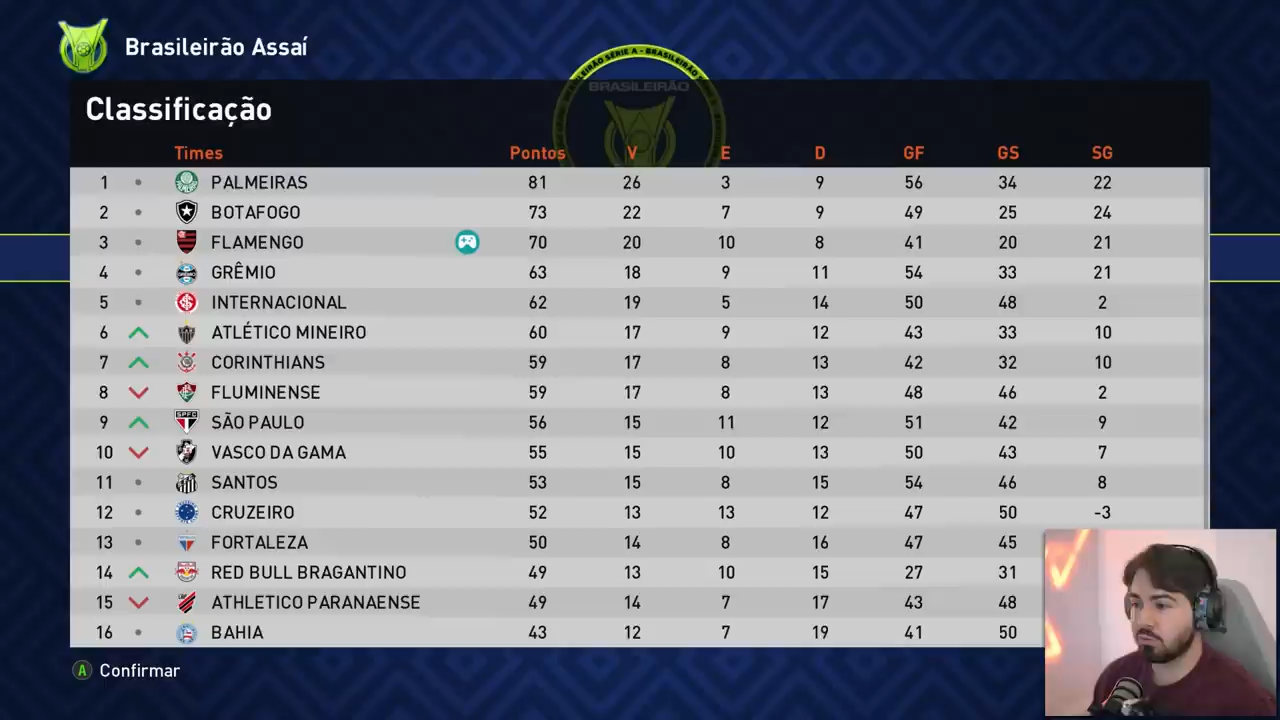 Brasileirão Assaí
BRASILEIRÃO SÉRIE A - BRASILEIRÃO
BRASILEIRÃO
Classificação
Times Pontos V E D GF GS SG
1 PALMEIRAS 81 26 3 9 56 34 22
2 BOTAFOGO 73 22 7 9 49 25 24
3 FLAMENGO 70 20 10 8 41 20 21
4 GRÊMIO 63 18 9 11 54 33 21
5 INTERNACIONAL 62 19 5 14 50 48 2
6 ATLÉTICO MINEIRO 60 17 9 12 43 33 10
7 CORINTHIANS 59 17 8 13 42 32 10
8 FLUMINENSE 59 17 8 13 48 46 2
9 SÃO PAULO 56 15 11 12 51 42 9
10 VASCO DA GAMA 55 15 10 13 50 43 7
11 SANTOS 53 15 8 15 54 46 8
12 CRUZEIRO 52 13 13 12 47 50 -3
13 FORTALEZA 50 14 8 16 47 45
14 RED BULL BRAGANTINO 49 13 10 15 27 31
15 ATHLETICO PARANAENSE 49 14 7 17 43 48
16 BAHIA 43 12 7 19 41 50
A Confirmar